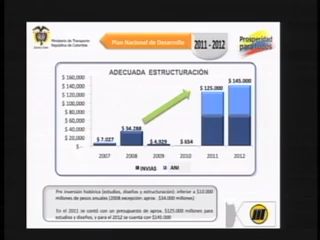 Ministerio de Transporte
República de Colombia
Plan Nacional de Desarrollo
2011 - 2012
Prosperidad
para todos
ADECUADA ESTRUCTURACIÓN
$ 160,000
$ 140,000
$ 120,000
$ 100,000
$ 80,000
$ 60,000
$ 40,000
$ 20,000
$ -
$ 7.027
$ 34.288
$ 4,929
$ 654
$ 125.000
$ 145.000
2007 2008 2009 2010 2011 2012
INVIAS ANI
Pre inversión histórica (estudios, diseños y estructuración): inferior a $10.000
millones de pesos anuales (2008 excepción: aprox. $34.000 millones)
En el 2011 se contó con un presupuesto de aprox. $125.000 millones para
estudios y diseños, y para el 2012 se cuenta con $145.000